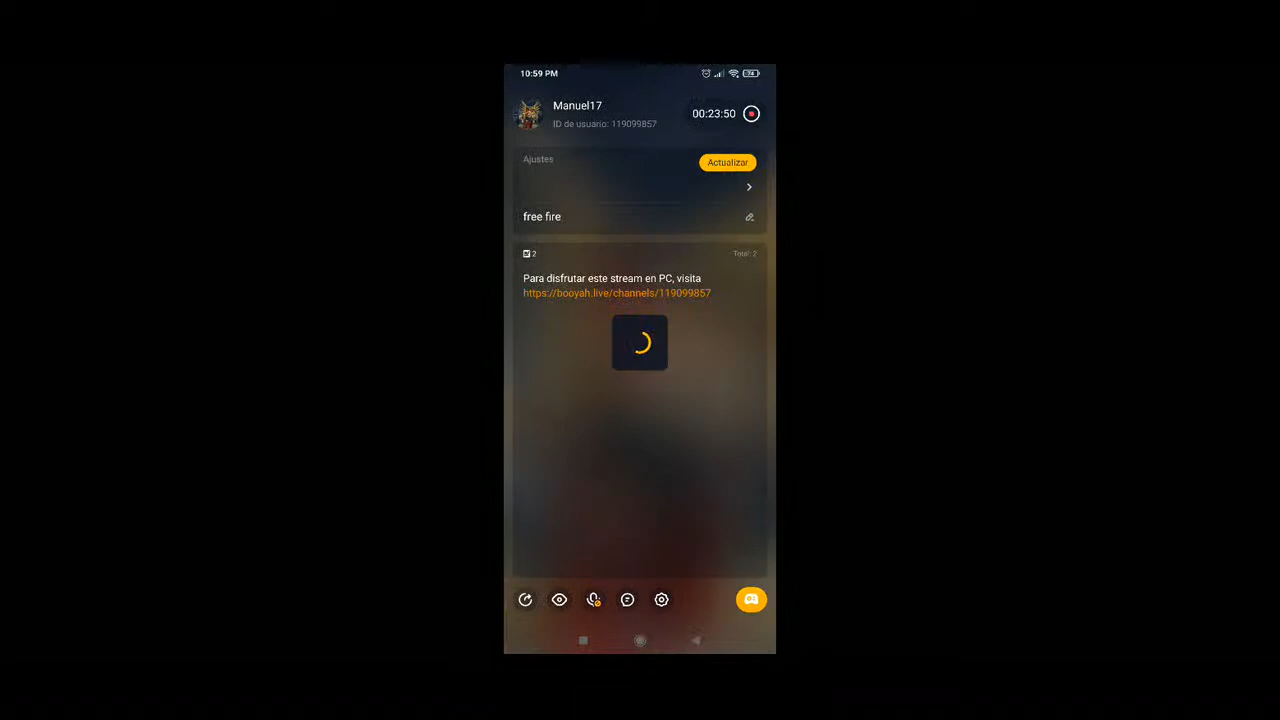 10:59 PM
74
Manuel17
ID de usuario: 119099857
00:23:50
Ajustes
Actualizar
free fire
2
Total: 2
Para disfrutar este stream en PC, visita
https://booyah.live/channels/119099857